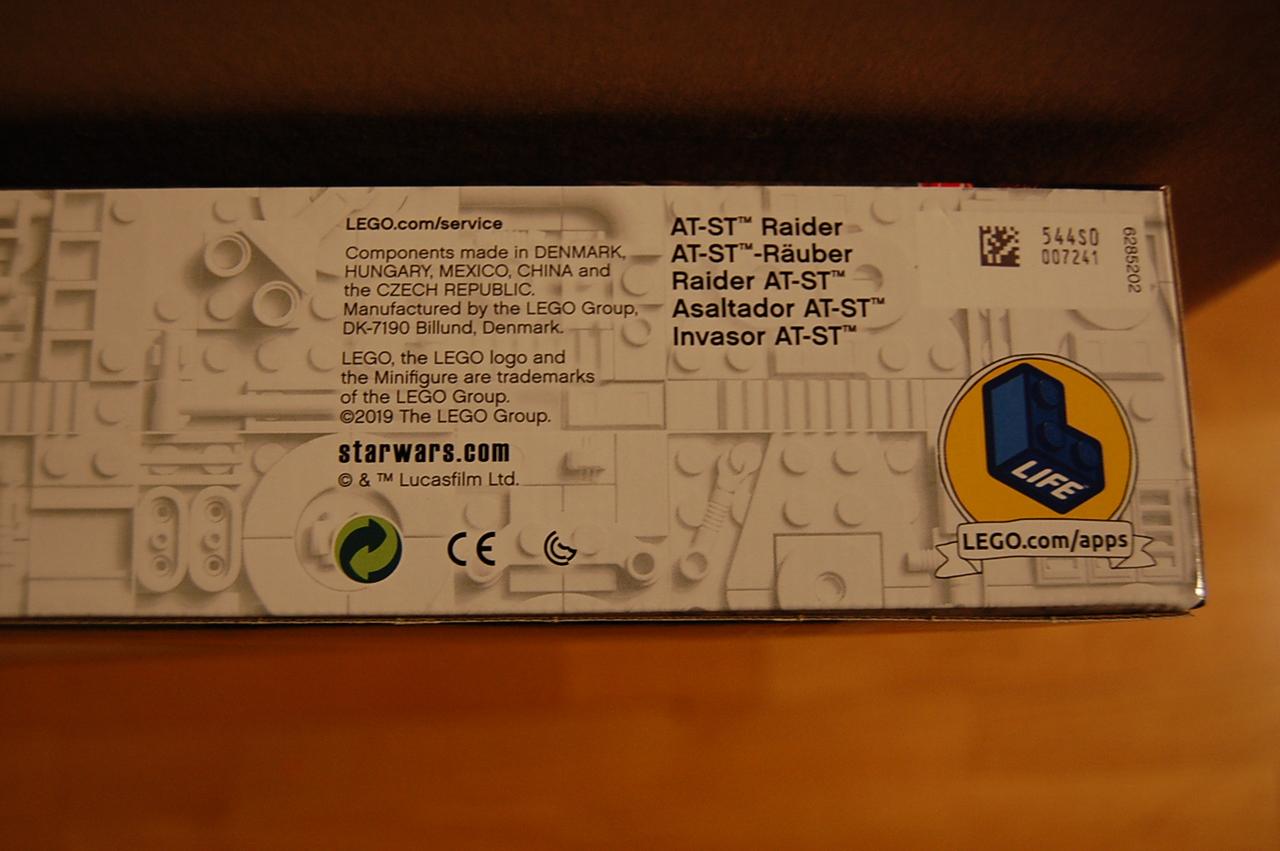 LEGO.com/service
Components made in DENMARK,
HUNGARY, MEXICO, CHINA and
the CZECH REPUBLIC.
Manufactured by the LEGO Group,
DK-7190 Billund, Denmark.
LEGO, the LEGO logo and
the Minifigure are trademarks
of the LEGO Group.
©2019 The LEGO Group.
starwars.com
© & ™ Lucasfilm Ltd.
CE
AT-ST™ Raider
AT-ST™-Räuber
Raider AT-ST™
Asaltador AT-ST™
Invasor AT-ST™
544S0
007241
6285202
LIFE™
LEGO.com/apps